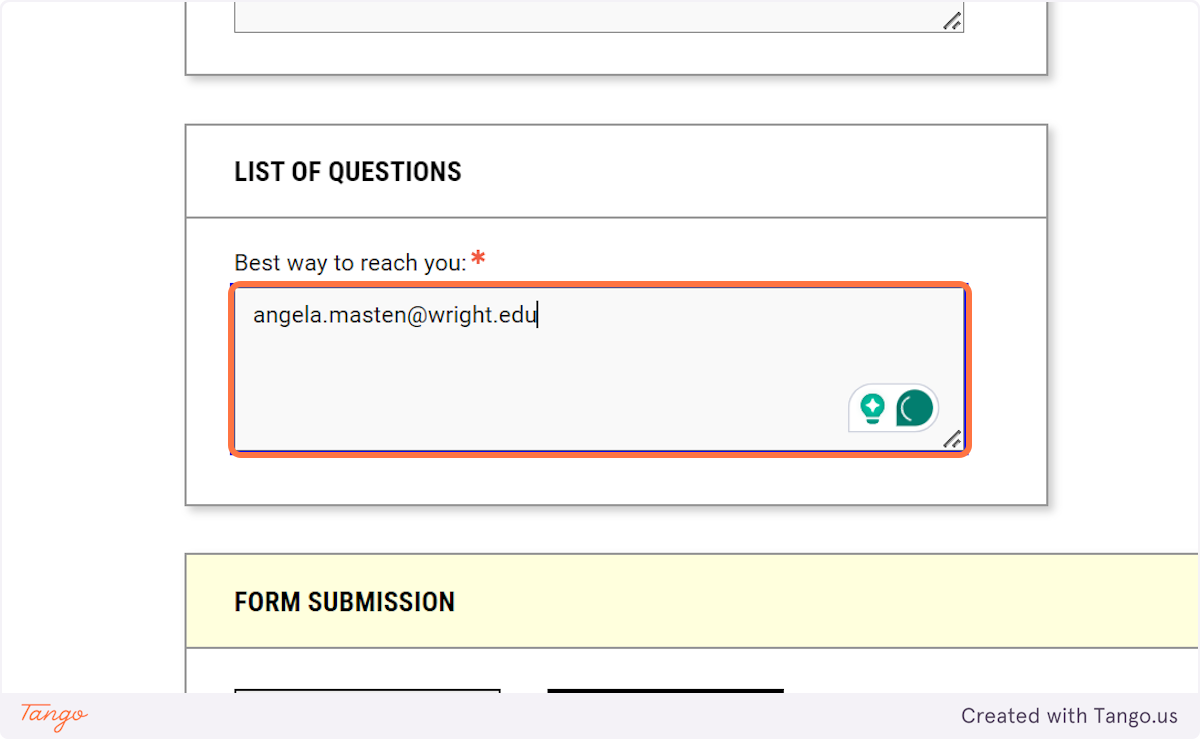 LIST OF QUESTIONS
Best way to reach you: *
angela.masten@wright.edu
FORM SUBMISSION
Tango
Created with Tango.us